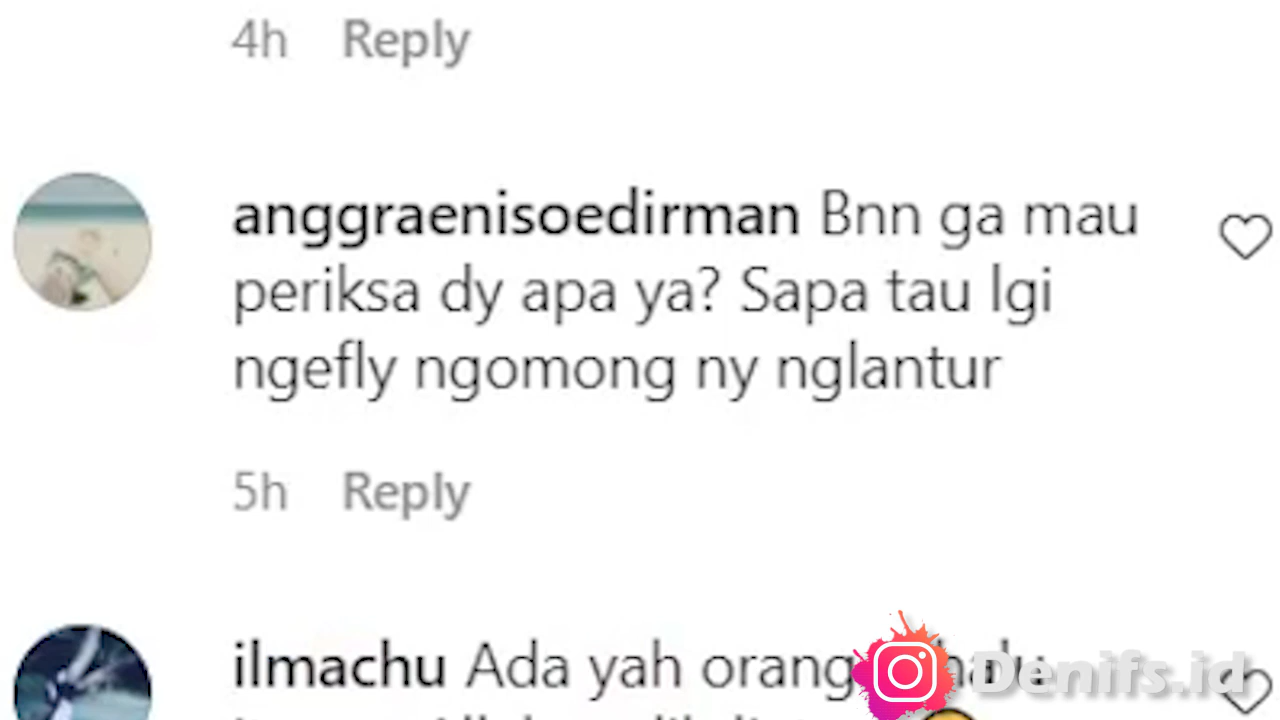 4h Reply
anggraenisoedirman Bnn ga mau
periksa dy apa ya? Sapa tau lgi
ngefly ngomong ny nglantur
5h Reply
ilmachu Ada yah orang
Denifs.id